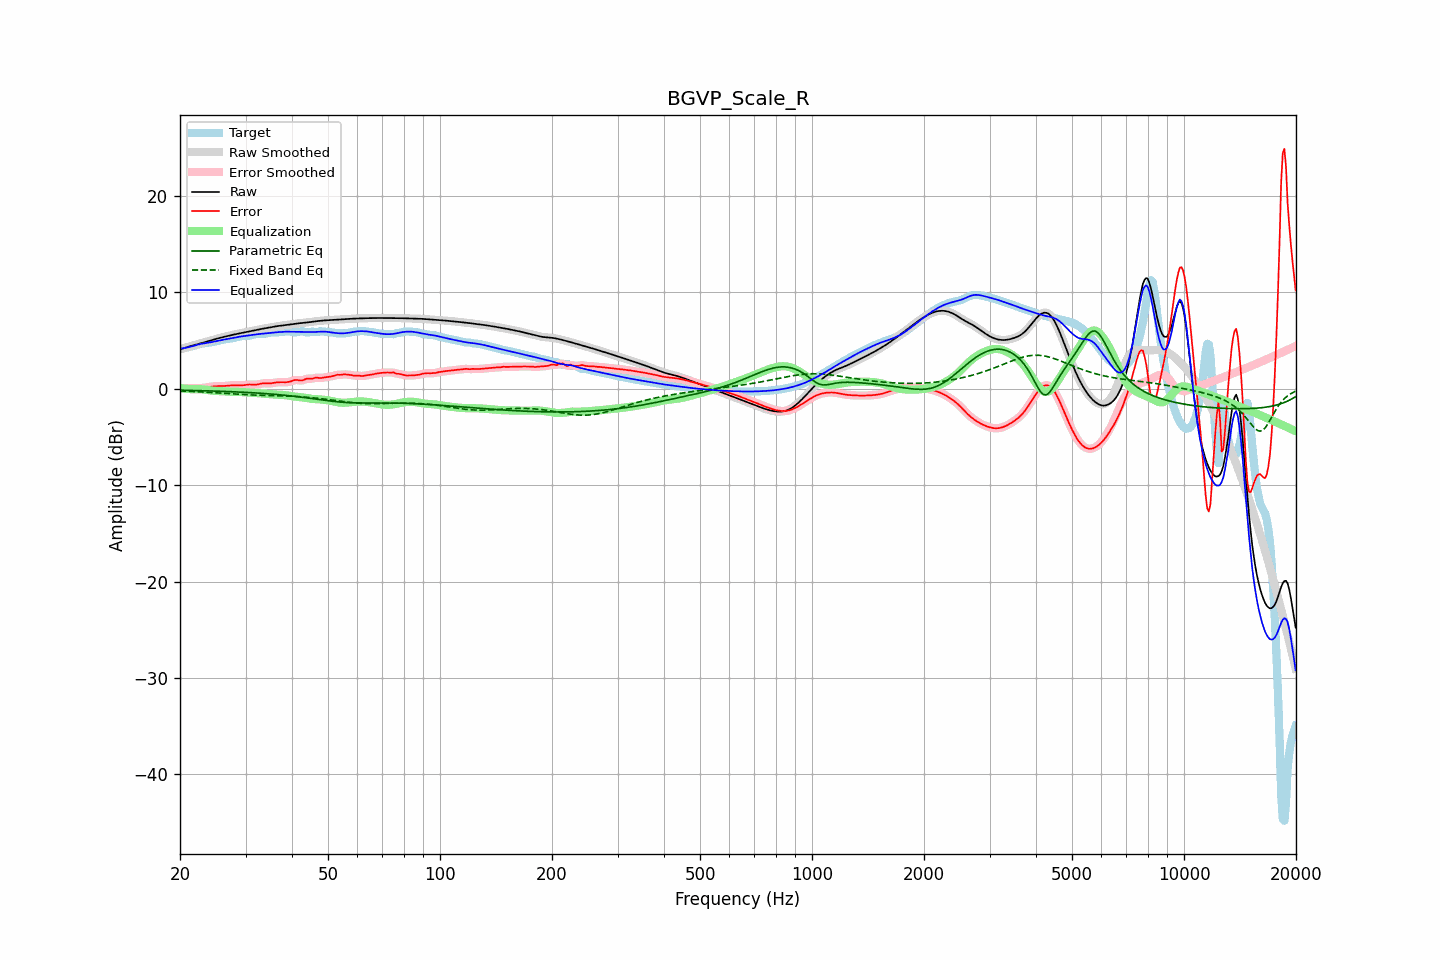 BGVP_Scale_R
Target
Raw Smoothed
Error Smoothed
Raw
Error
Equalization
Parametric Eq
Fixed Band Eq
Equalized
20
10
0
−10
−20
−30
−40
Amplitude (dBr)
20 50 100 200 500 1000 2000 5000 10000 20000
Frequency (Hz)